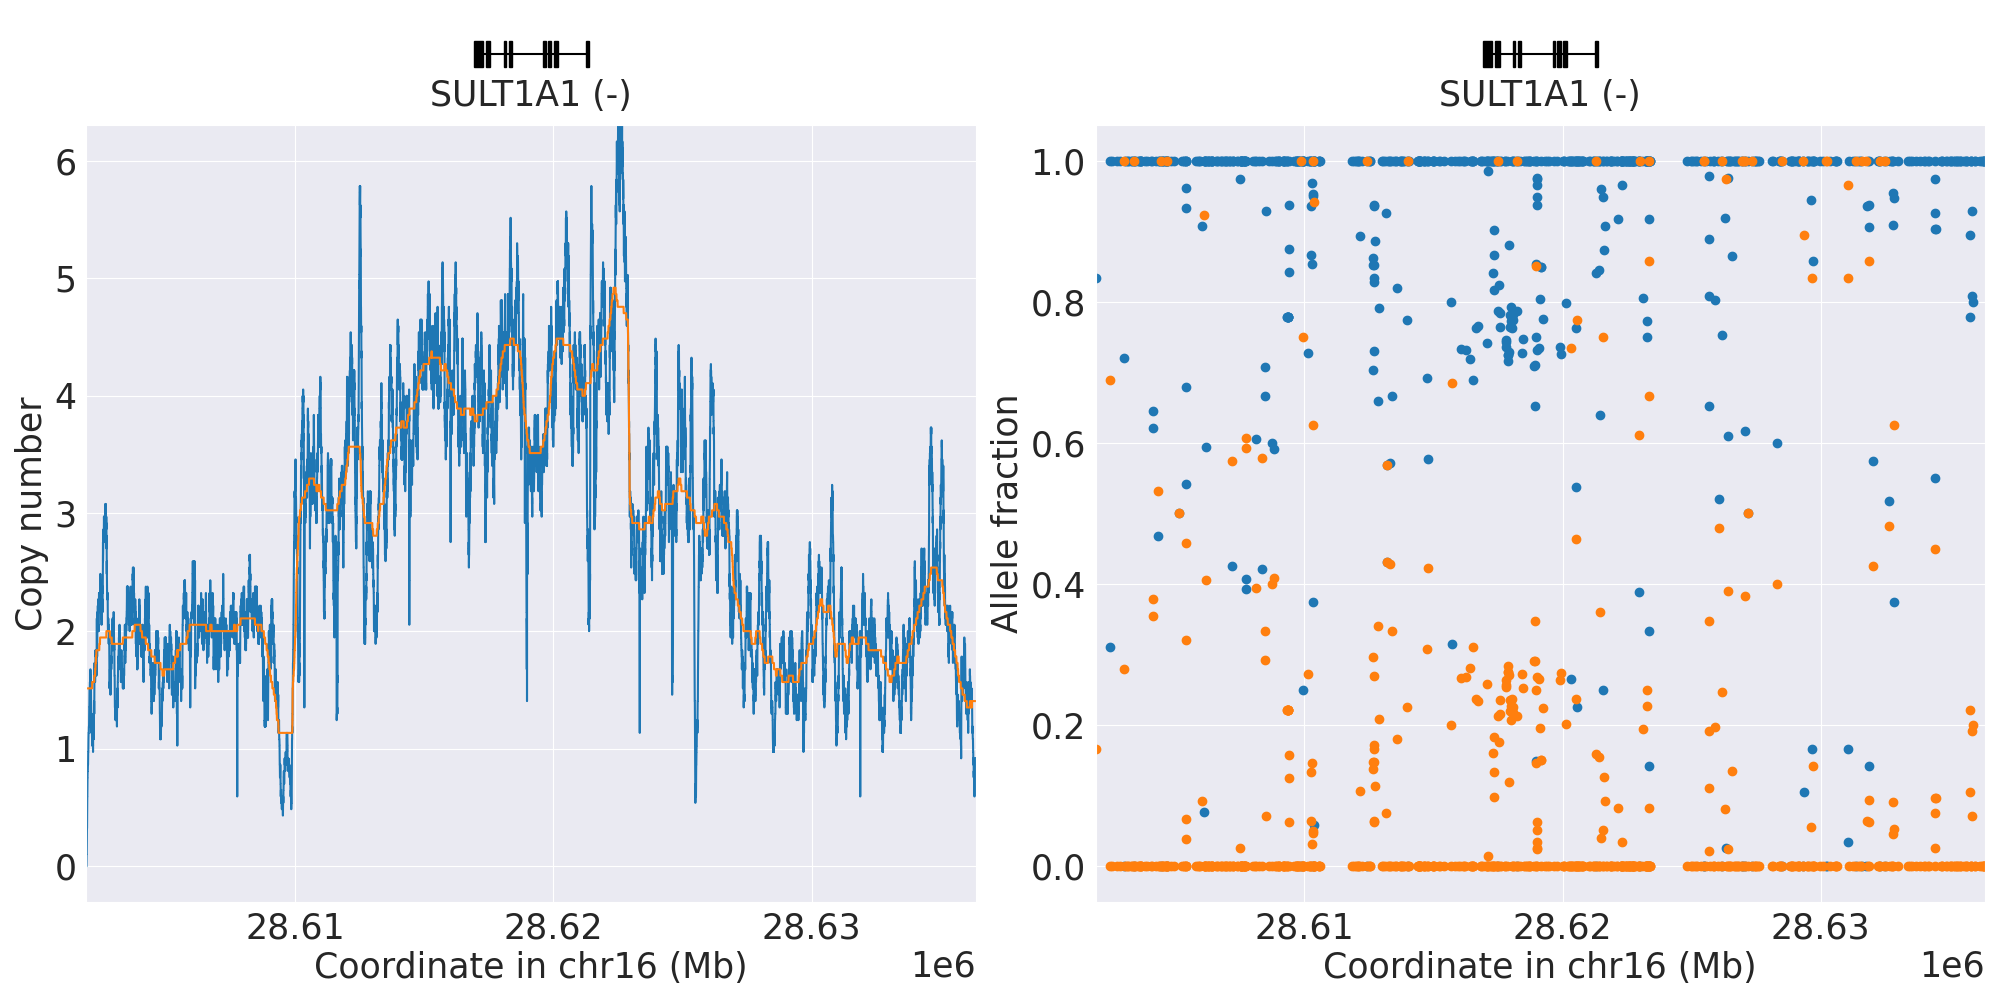 SULT1A1 (-)
6
5
4
3
2
1
0
Copy number
28.61
28.62
28.63
Coordinate in chr16 (Mb)
1e6
SULT1A1 (-)
1.0
0.8
0.6
0.4
0.2
0.0
Allele fraction
28.61
28.62
28.63
Coordinate in chr16 (Mb)
1e6